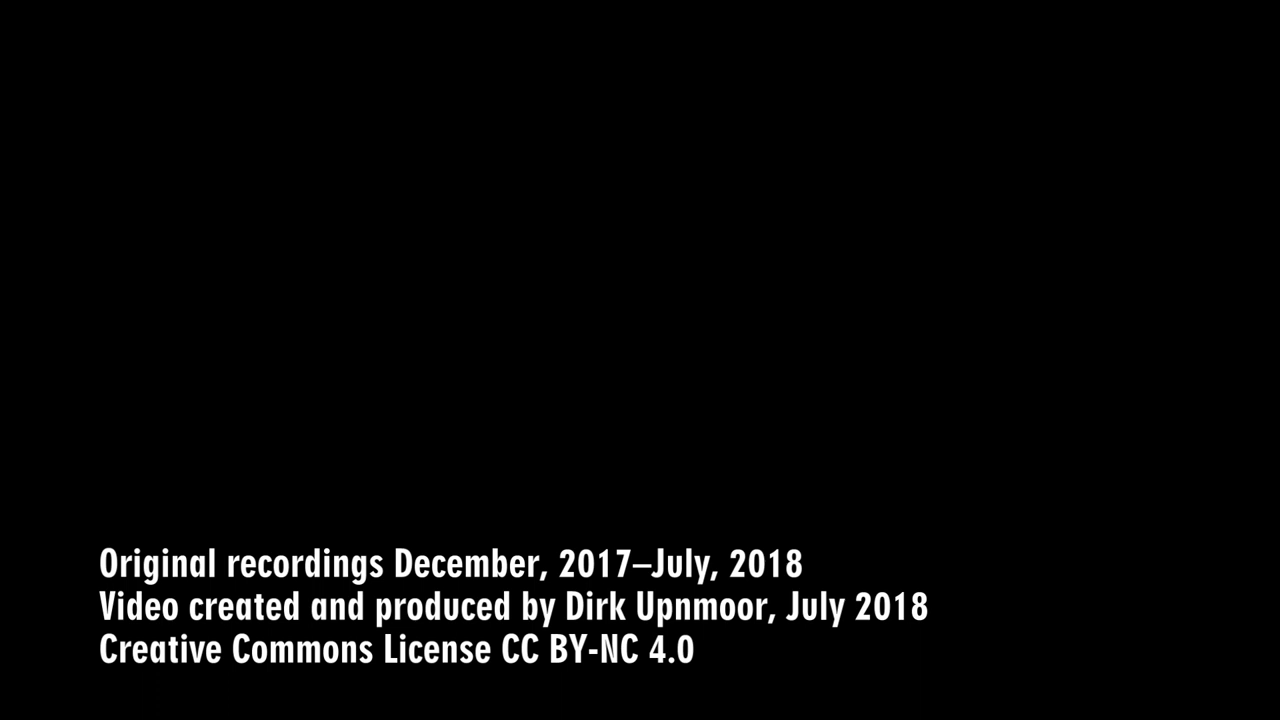 Original recordings December, 2017–July, 2018
Video created and produced by Dirk Upnmoor, July 2018
Creative Commons License CC BY-NC 4.0